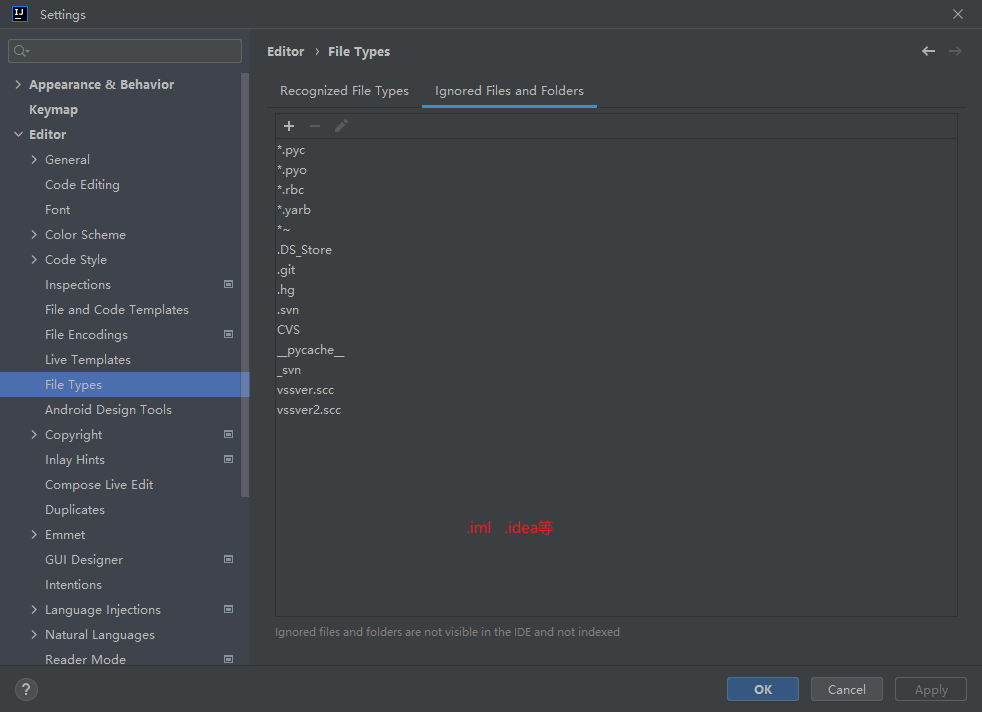 Settings
Appearance & Behavior
Keymap
Editor
General
Code Editing
Font
Color Scheme
Code Style
Inspections
File and Code Templates
File Encodings
Live Templates
File Types
Android Design Tools
Copyright
Inlay Hints
Compose Live Edit
Duplicates
Emmet
GUI Designer
Intentions
Language Injections
Natural Languages
Reader Mode
Editor › File Types
Recognized File Types Ignored Files and Folders
*.pyc
*.pyo
*.rbc
*.yarb
*~
.DS_Store
.git
.hg
.svn
CVS
__pycache__
_svn
vssver.scc
vssver2.scc
.iml .idea等
Ignored files and folders are not visible in the IDE and not indexed
?
OK Cancel Apply